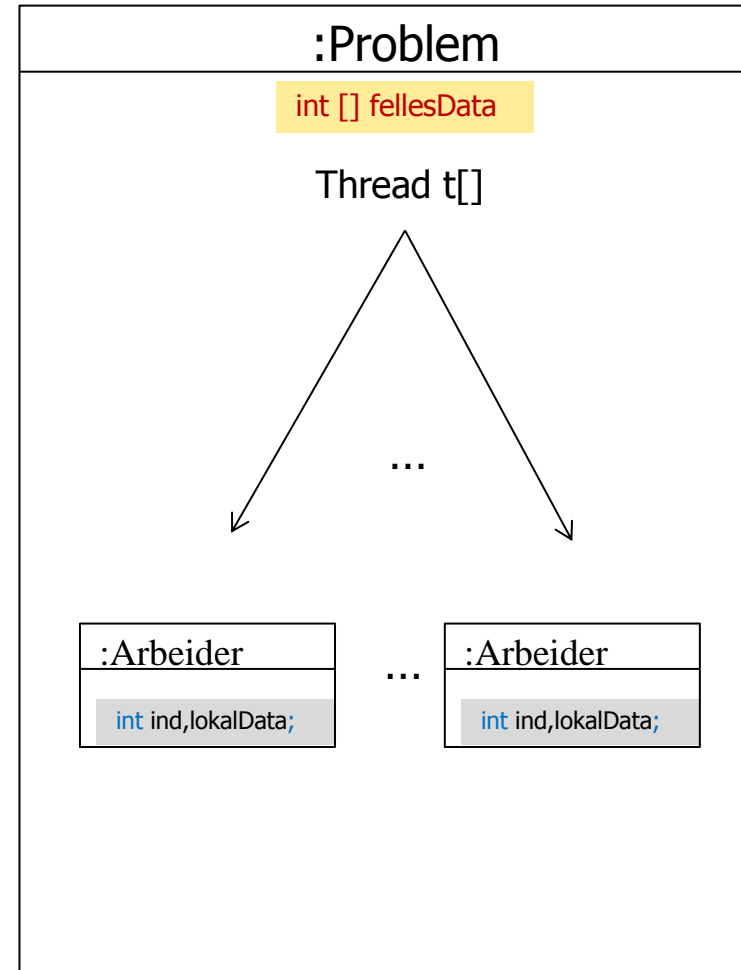 :Problem
int [] fellesData
Thread t[]
...
:Arbeider ... :Arbeider
int ind,lokalData; int ind,lokalData;